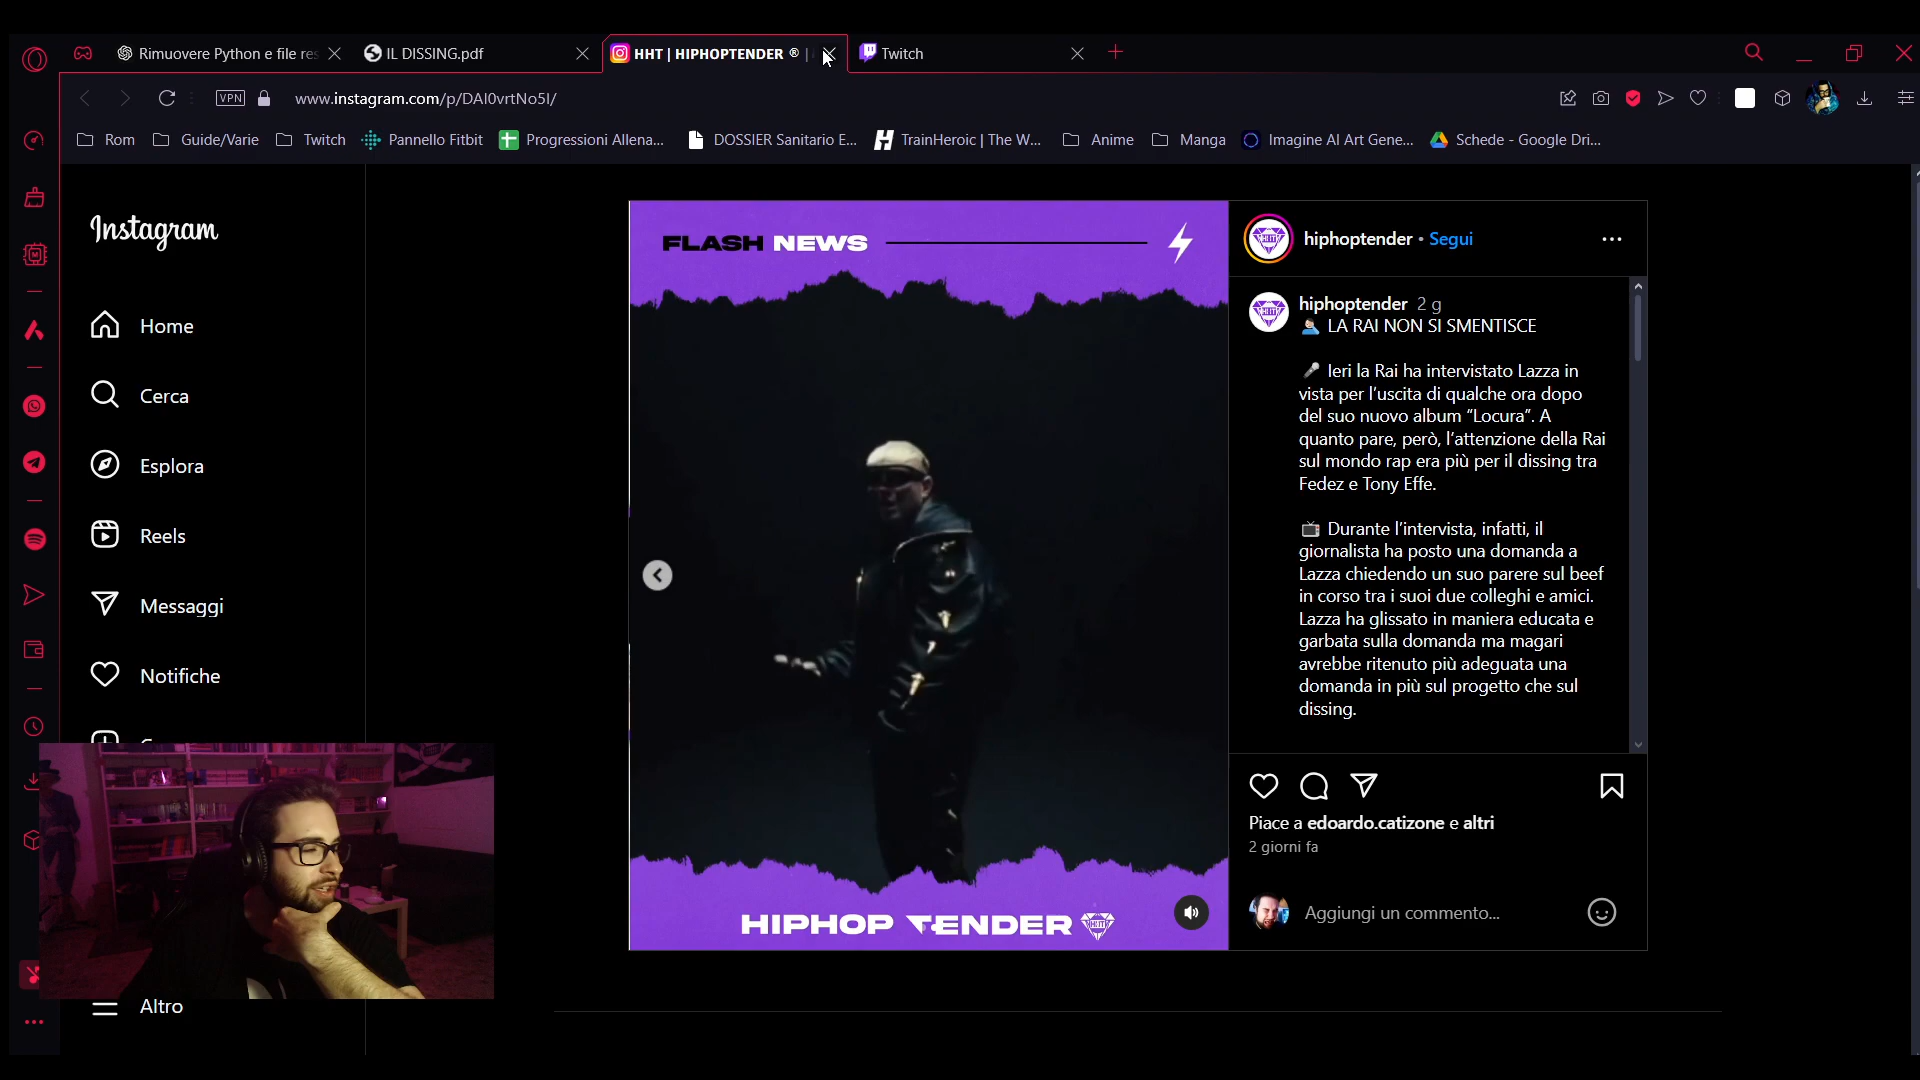 Rimuovere Python e file res
IL DISSING.pdf
HHT | HIPHOPTENDER ® |
Twitch
VPN
www.instagram.com/p/DAI0vrtNo5I/
Rom
Guide/Varie
Twitch
Pannello Fitbit
Progressioni Allena...
DOSSIER Sanitario E...
TrainHeroic | The W...
Anime
Manga
Imagine AI Art Gene...
Schede - Google Dri...
Instagram
Home
Cerca
Esplora
Reels
Messaggi
Notifiche
Altro
FLASH NEWS
HIPHOP TENDER
HHT
hiphoptender • Segui
hiphoptender 2 g
LA RAI NON SI SMENTISCE
Ieri la Rai ha intervistato Lazza in
vista per l’uscita di qualche ora dopo
del suo nuovo album “Locura”. A
quanto pare, però, l’attenzione della Rai
sul mondo rap era più per il dissing tra
Fedez e Tony Effe.
Durante l’intervista, infatti, il
giornalista ha posto una domanda a
Lazza chiedendo un suo parere sul beef
in corso tra i suoi due colleghi e amici.
Lazza ha glissato in maniera educata e
garbata sulla domanda ma magari
avrebbe ritenuto più adeguata una
domanda in più sul progetto che sul
dissing.
Piace a edoardo.catizone e altri
2 giorni fa
Aggiungi un commento...